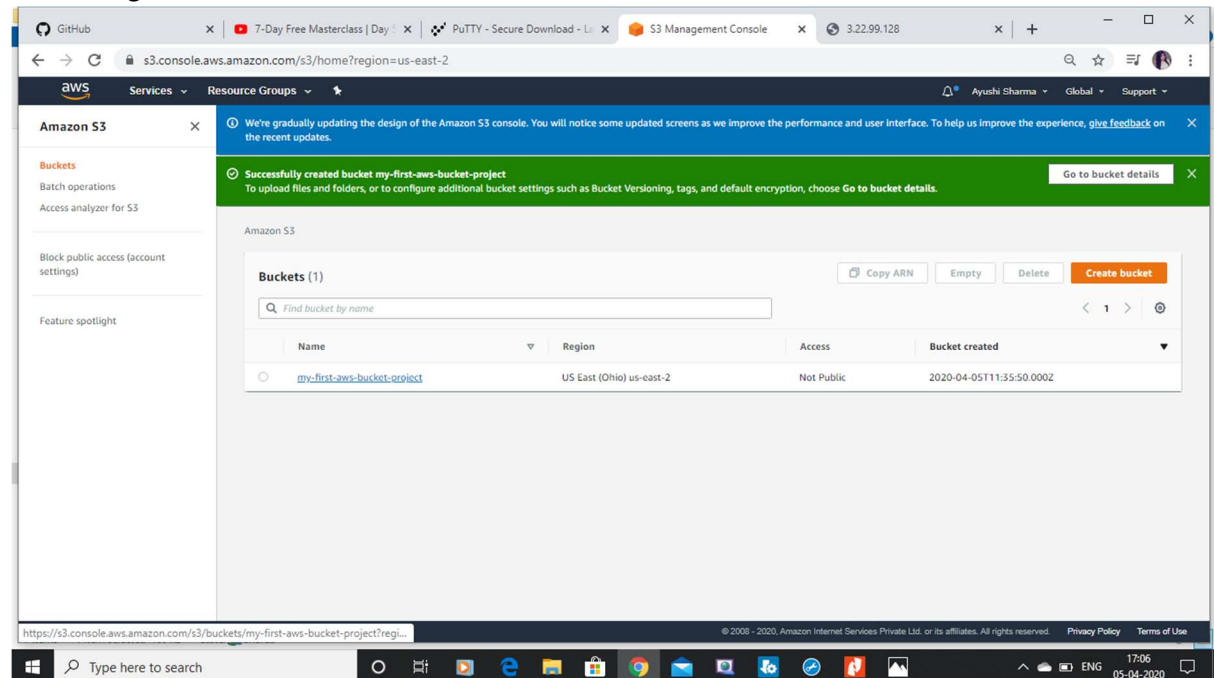 GitHub
7-Day Free Masterclass | Day
PuTTY - Secure Download - La
S3 Management Console
3.22.99.128
s3.console.aws.amazon.com/s3/home?region=us-east-2
aws Services Resource Groups Ayushi Sharma Global Support
Amazon S3
We're gradually updating the design of the Amazon S3 console. You will notice some updated screens as we improve the performance and user interface. To help us improve the experience, give feedback on
the recent updates.
Buckets
Batch operations
Access analyzer for S3
Block public access (account
settings)
Feature spotlight
Successfully created bucket my-first-aws-bucket-project
To upload files and folders, or to configure additional bucket settings such as Bucket Versioning, tags, and default encryption, choose Go to bucket details.
Go to bucket details
Amazon S3
Buckets (1)
Copy ARN Empty Delete Create bucket
Find bucket by name
1
Name Region Access Bucket created
my-first-aws-bucket-project US East (Ohio) us-east-2 Not Public 2020-04-05T11:35:50.000Z
https://s3.console.aws.amazon.com/s3/buckets/my-first-aws-bucket-project?regi...
© 2008 - 2020, Amazon Internet Services Private Ltd. or its affiliates. All rights reserved. Privacy Policy Terms of Use
Type here to search
ENG
17:06
05-04-2020